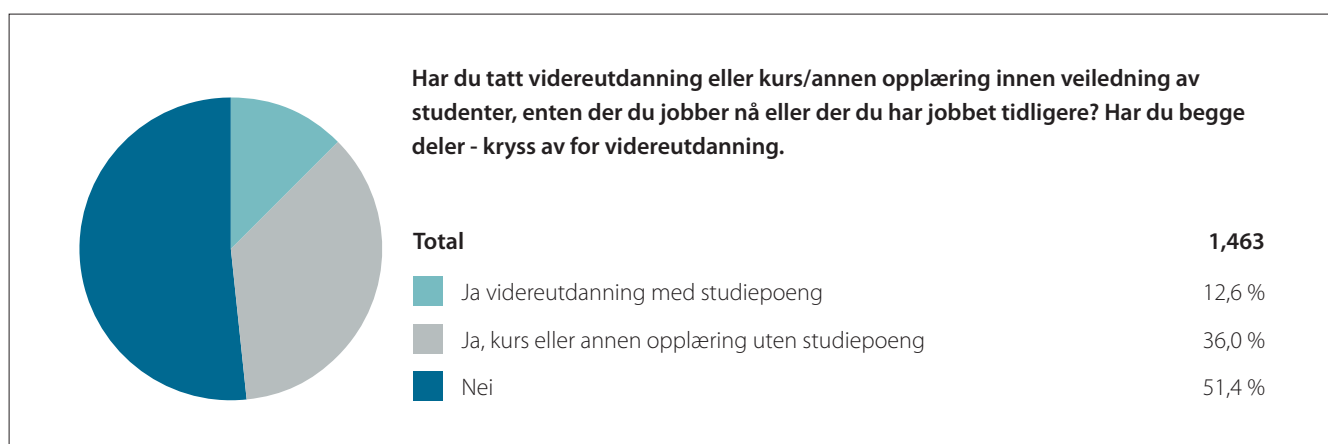 Har du tatt videreutdanning eller kurs/annen opplæring innen veiledning av
studenter, enten der du jobber nå eller der du har jobbet tidligere? Har du begge
deler - kryss av for videreutdanning.
Total 1,463
Ja videreutdanning med studiepoeng 12,6 %
Ja, kurs eller annen opplæring uten studiepoeng 36,0 %
Nei 51,4 %